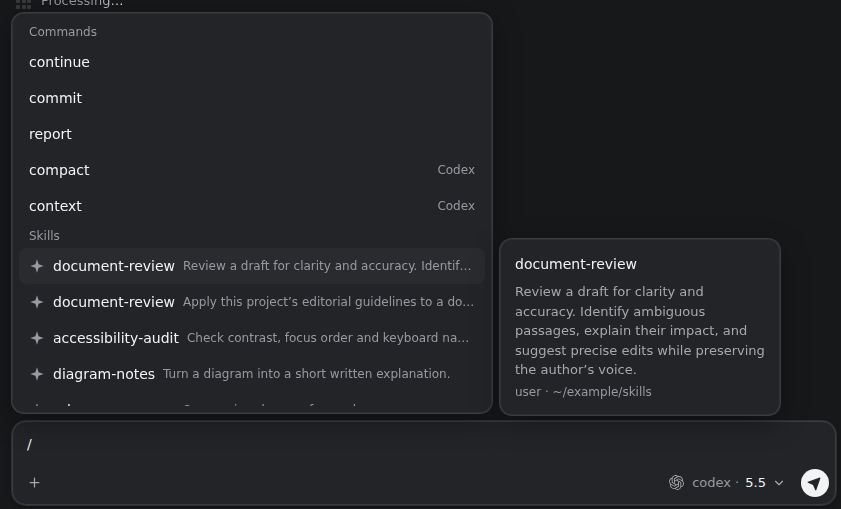 Processing...
Commands
continue
commit
report
compact Codex
context Codex
Skills
document-review Review a draft for clarity and accuracy. Identif...
document-review Apply this project’s editorial guidelines to a do...
accessibility-audit Check contrast, focus order and keyboard na...
diagram-notes Turn a diagram into a short written explanation.
document-review
Review a draft for clarity and
accuracy. Identify ambiguous
passages, explain their impact, and
suggest precise edits while preserving
the author’s voice.
user · ~/example/skills
/
codex · 5.5